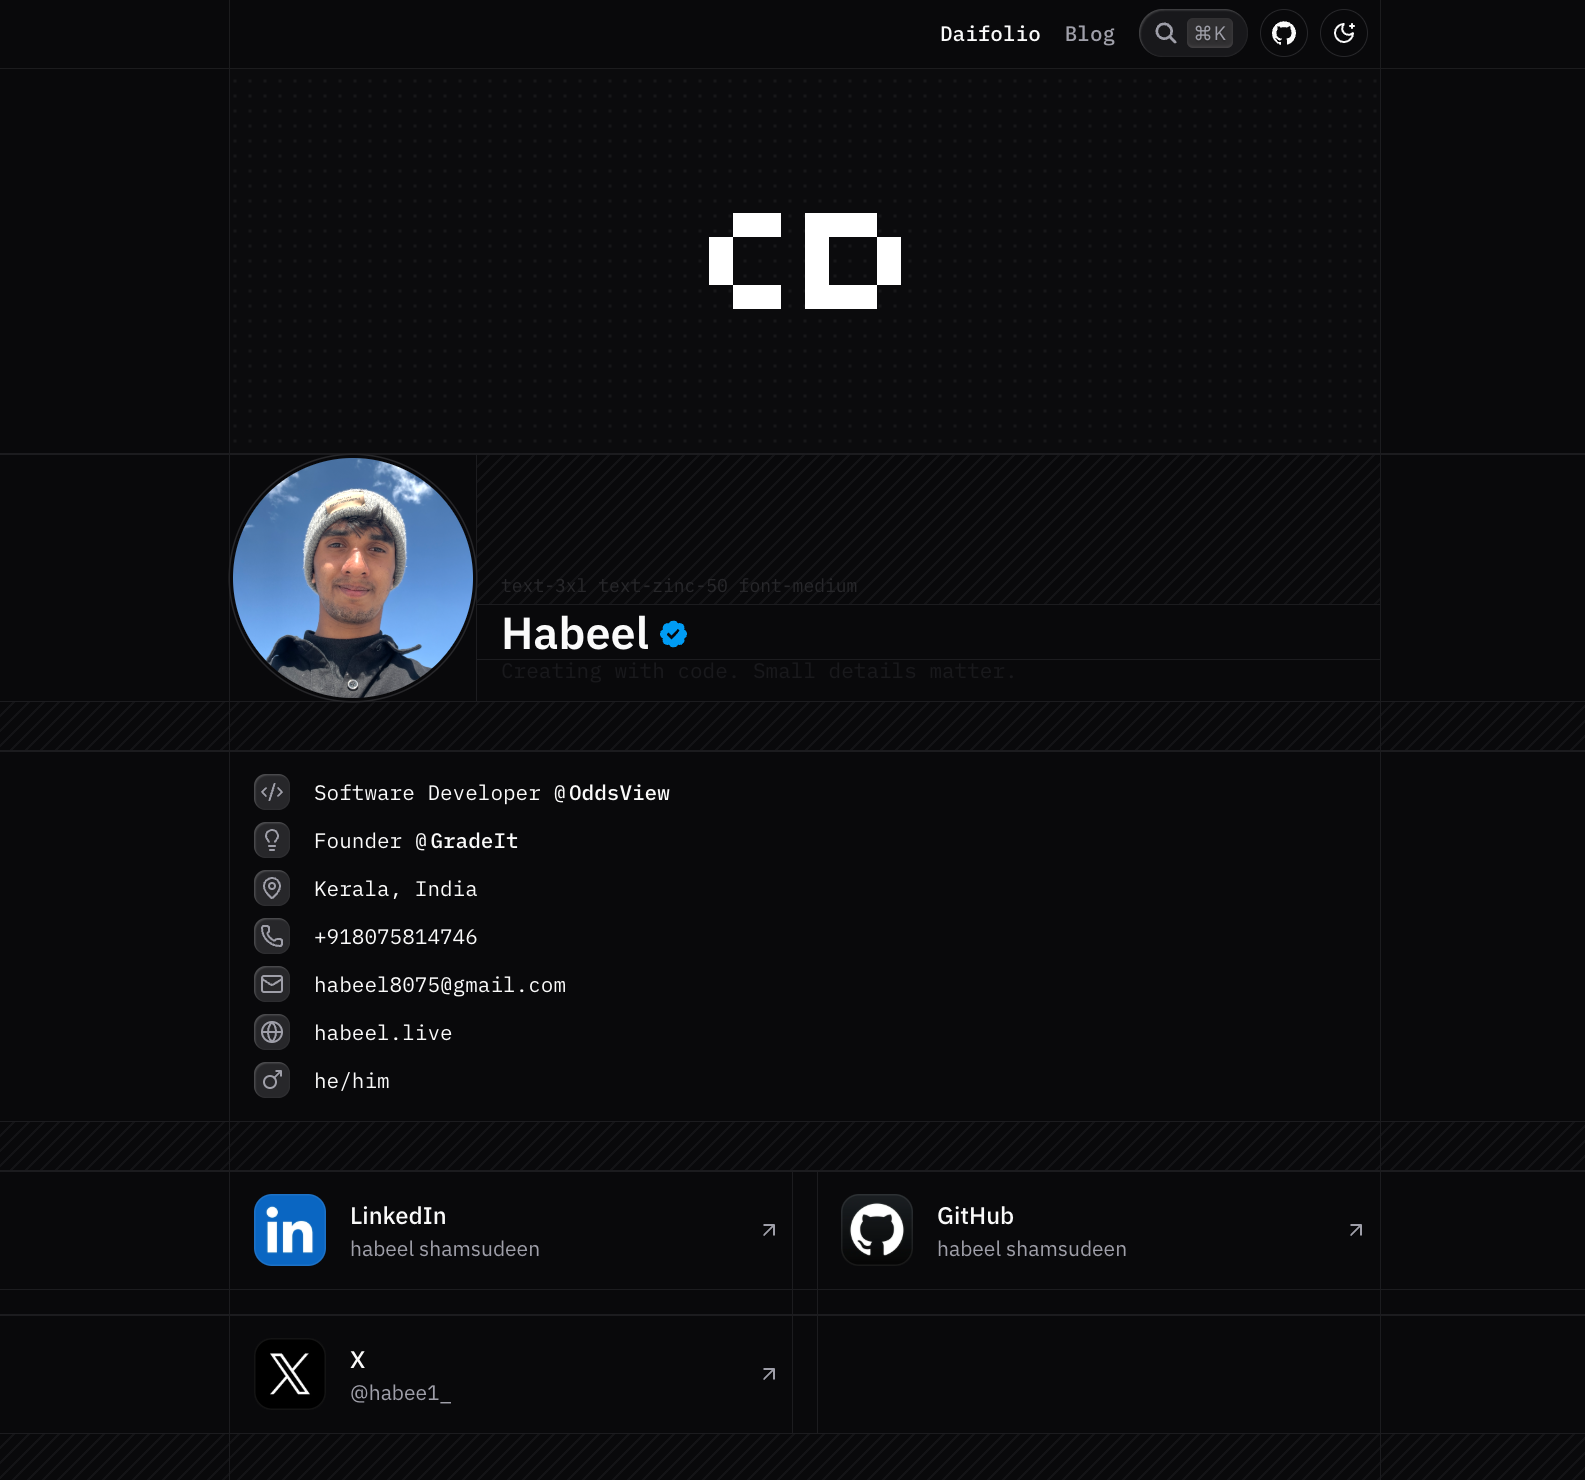 Daifolio Blog ⌘K
CD
text-3xl text-zinc-50 font-medium
Habeel
Creating with code. Small details matter.
Software Developer @OddsView
Founder @GradeIt
Kerala, India
+918075814746
habeel8075@gmail.com
habeel.live
he/him
LinkedIn
habeel shamsudeen
GitHub
habeel shamsudeen
X
@habee1_